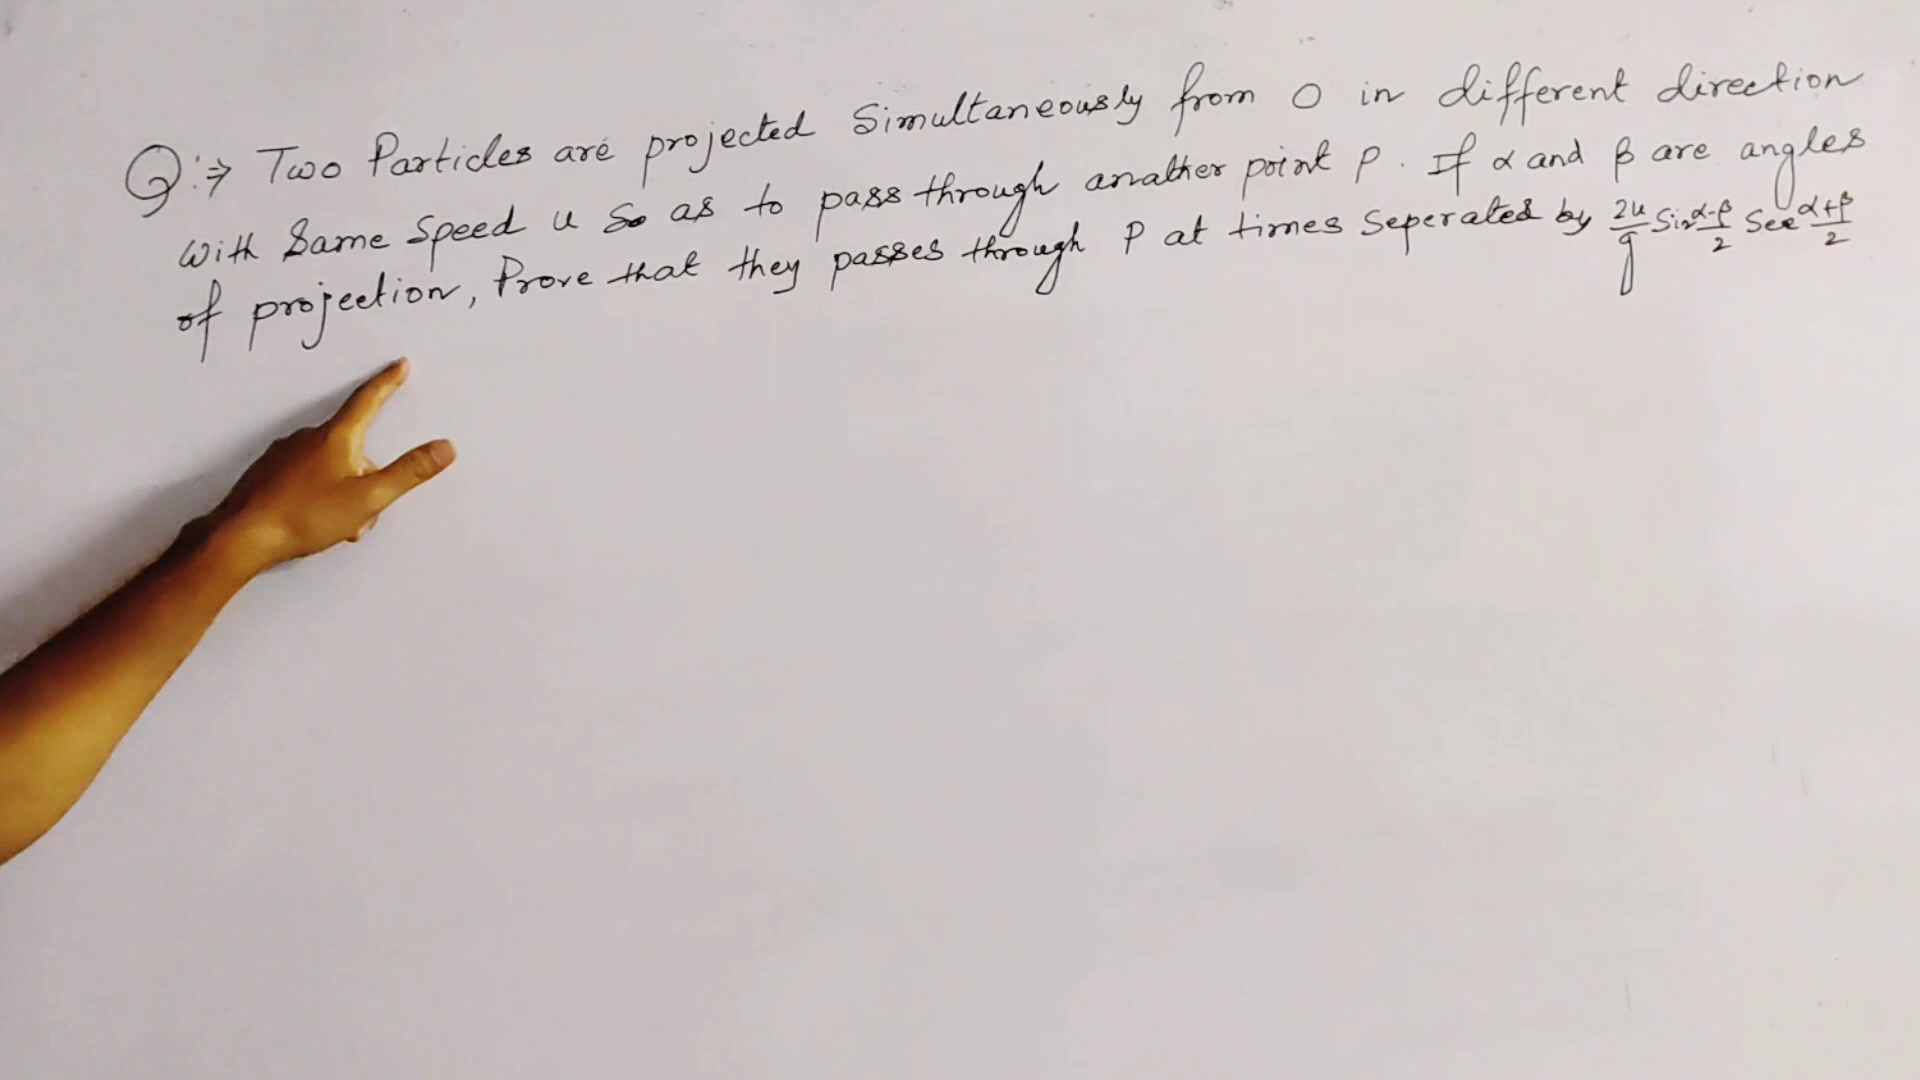 Q:⇒ Two Particles are projected Simultaneously from O in different direction
With Same Speed u So as to pass through anather point P. If α and β are angles
of projection, Prove that they passes through P at times Seperated by 2u/g Sin α-β/2 Sec α+β/2